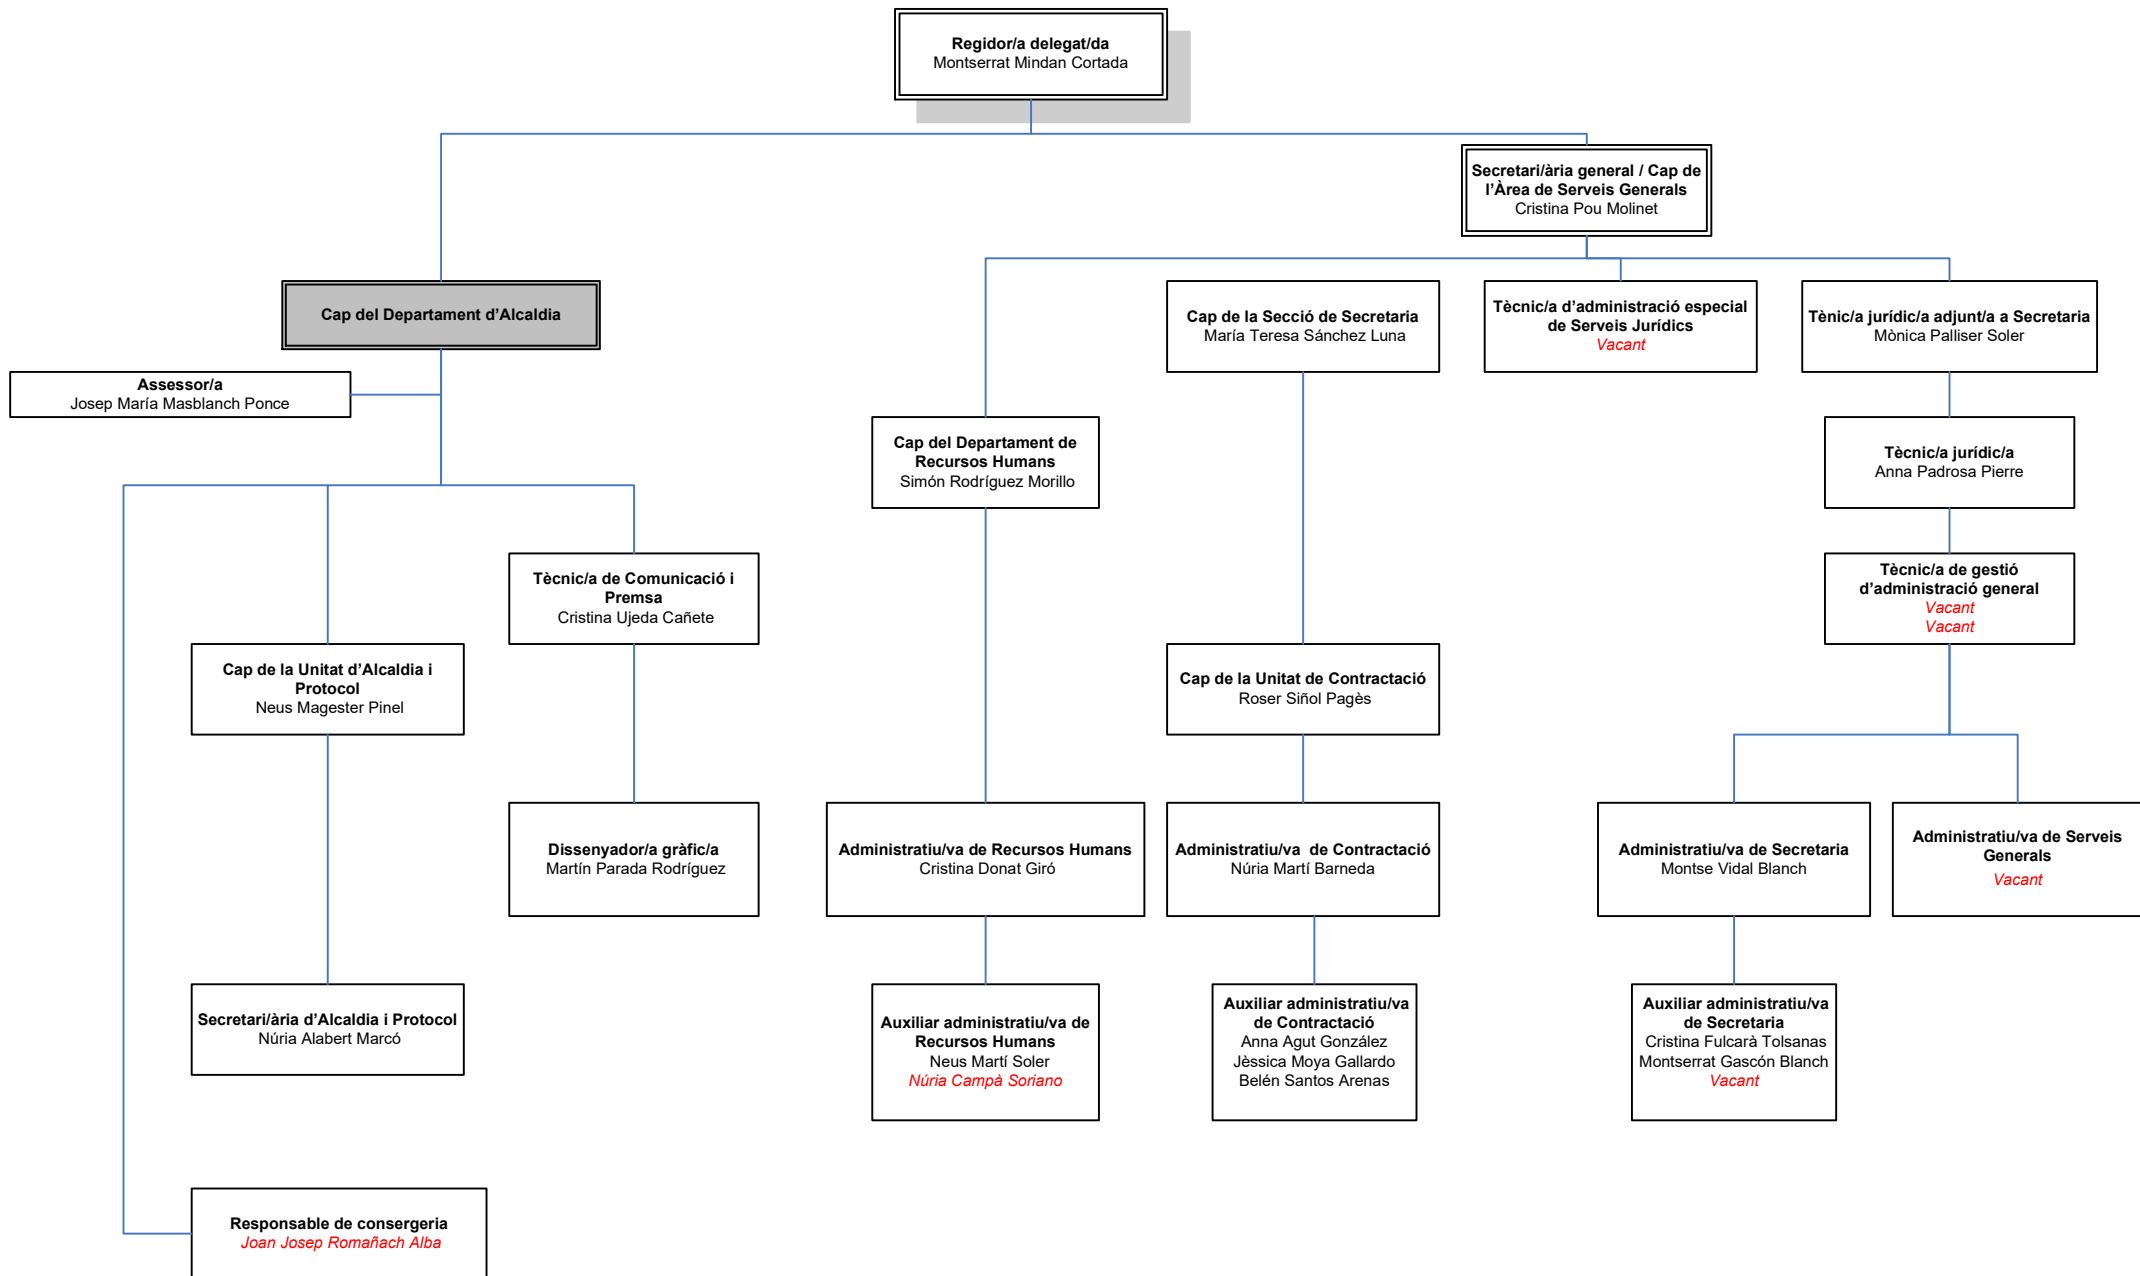 Regidor/a delegat/da
Montserrat Mindan Cortada
Secretari/ària general / Cap de
l'Àrea de Serveis Generals
Cristina Pou Molinet
Cap del Departament d'Alcaldia
Assessor/a
Josep María Masblanch Ponce
Cap de la Secció de Secretaria
María Teresa Sánchez Luna
Tècnic/a d'administració especial
de Serveis Jurídics
Vacant
Tènic/a jurídic/a adjunt/a a Secretaria
Mònica Palliser Soler
Cap del Departament de
Recursos Humans
Simón Rodríguez Morillo
Tècnic/a jurídic/a
Anna Padrosa Pierre
Tècnic/a de Comunicació i
Premsa
Cristina Ujeda Cañete
Tècnic/a de gestió
d'administració general
Vacant
Vacant
Cap de la Unitat d'Alcaldia i
Protocol
Neus Magester Pinel
Cap de la Unitat de Contractació
Roser Siñol Pagès
Dissenyador/a gràfic/a
Martín Parada Rodríguez
Administratiu/va de Recursos Humans
Cristina Donat Giró
Administratiu/va  de Contractació
Núria Martí Barneda
Administratiu/va de Secretaria
Montse Vidal Blanch
Administratiu/va de Serveis
Generals
Vacant
Secretari/ària d'Alcaldia i Protocol
Núria Alabert Marcó
Auxiliar administratiu/va de
Recursos Humans
Neus Martí Soler
Núria Campà Soriano
Auxiliar administratiu/va
de Contractació
Anna Agut González
Jèssica Moya Gallardo
Belén Santos Arenas
Auxiliar administratiu/va
de Secretaria
Cristina Fulcarà Tolsanas
Montserrat Gascón Blanch
Vacant
Responsable de consergeria
Joan Josep Romañach Alba